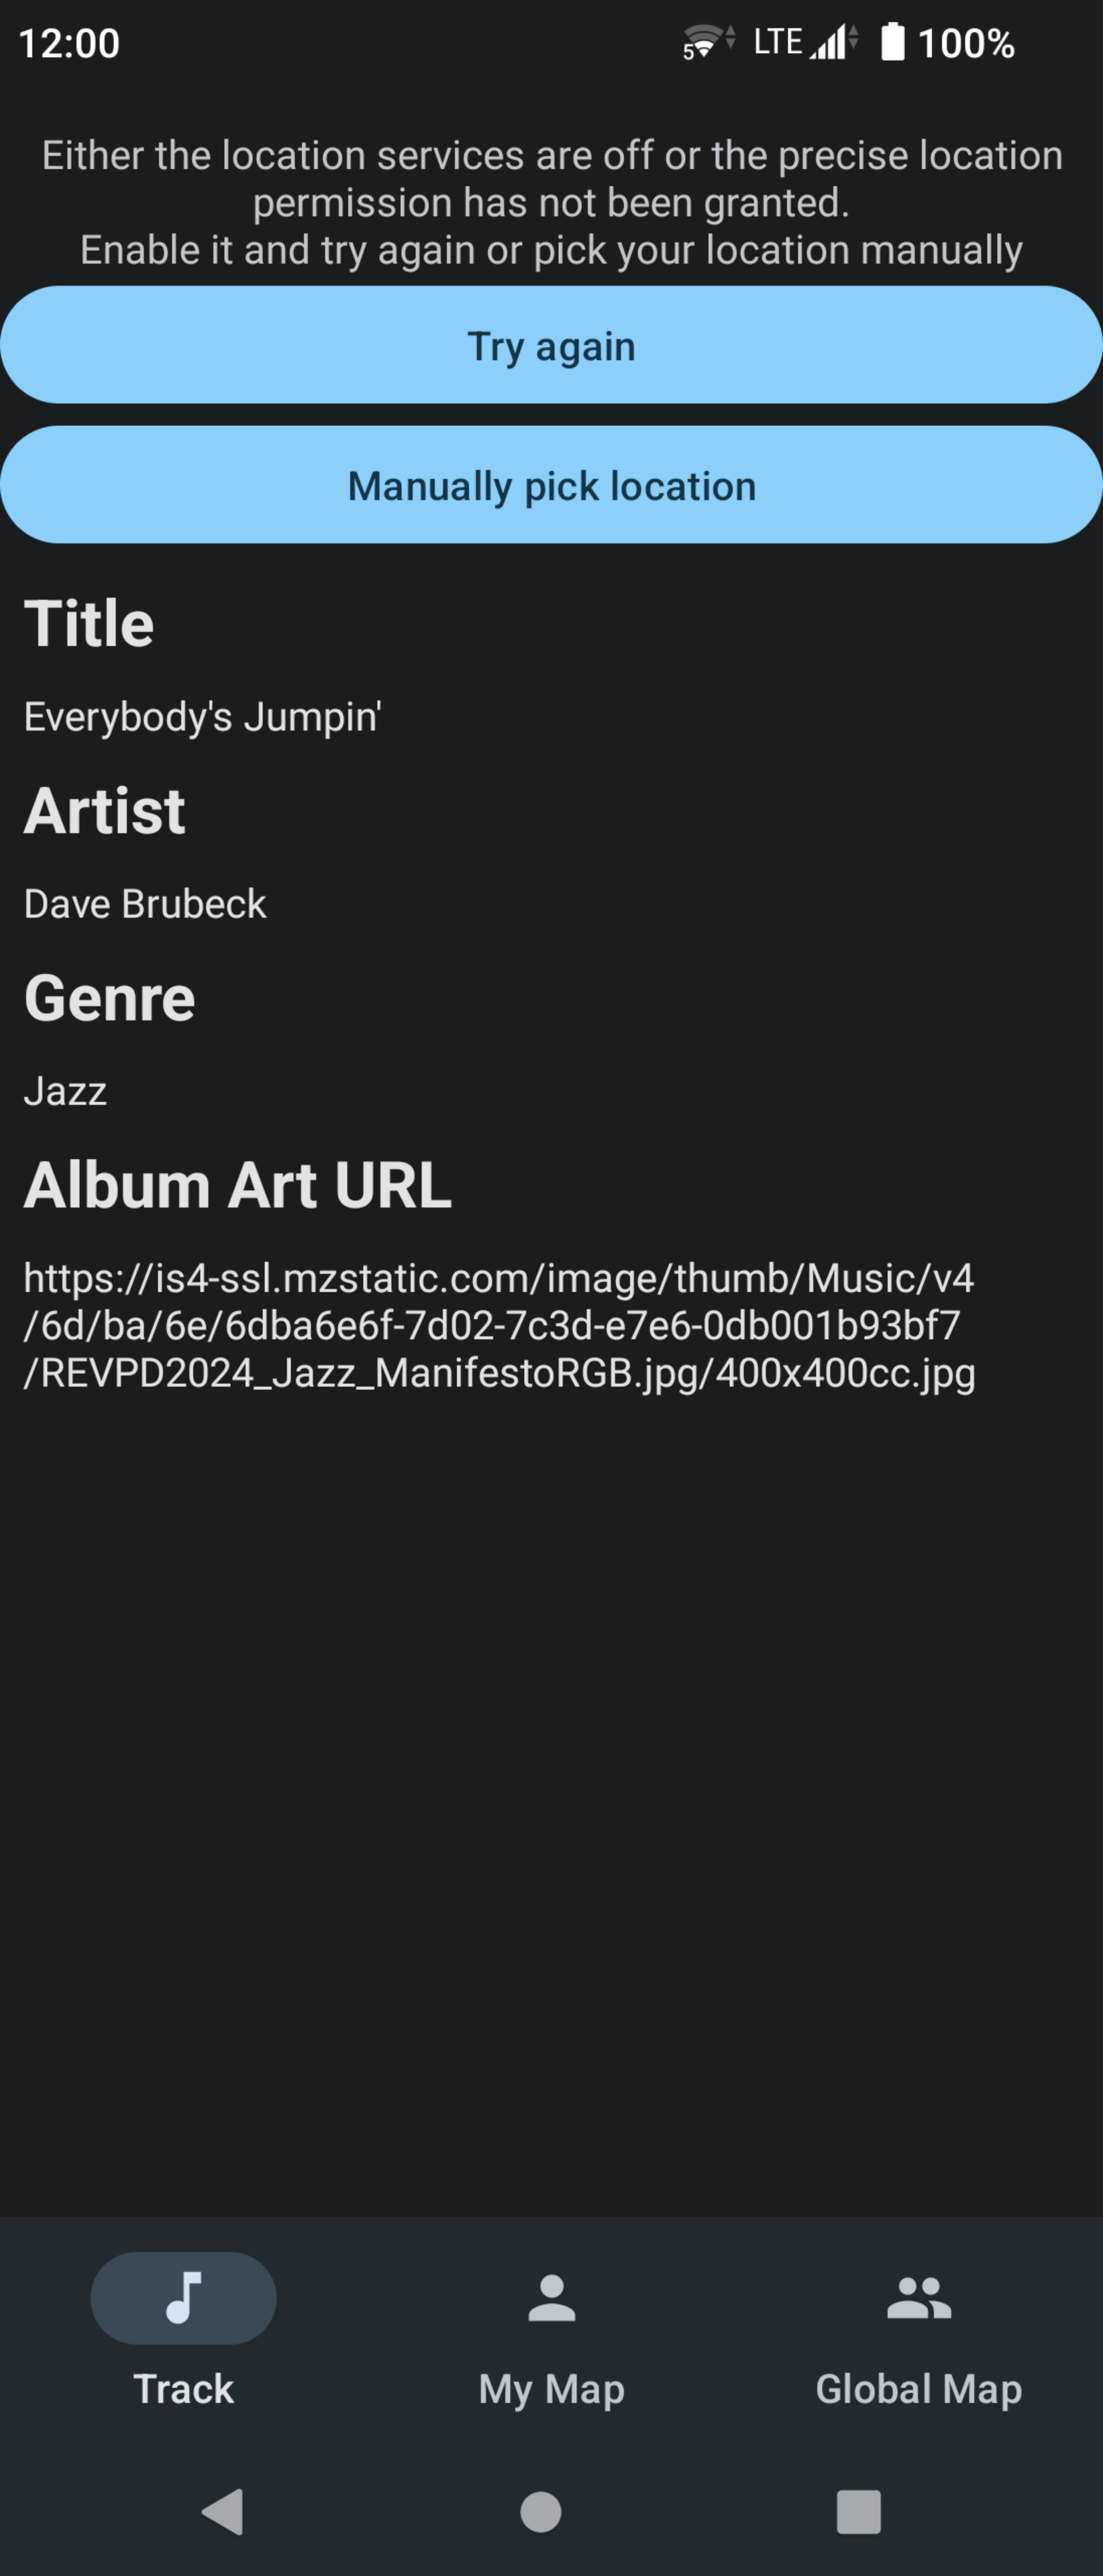 12:00
5 LTE 100%
Either the location services are off or the precise location
permission has not been granted.
Enable it and try again or pick your location manually
Try again
Manually pick location
Title
Everybody's Jumpin'
Artist
Dave Brubeck
Genre
Jazz
Album Art URL
https://is4-ssl.mzstatic.com/image/thumb/Music/v4
/6d/ba/6e/6dba6e6f-7d02-7c3d-e7e6-0db001b93bf7
/REVPD2024_Jazz_ManifestoRGB.jpg/400x400cc.jpg
Track
My Map
Global Map